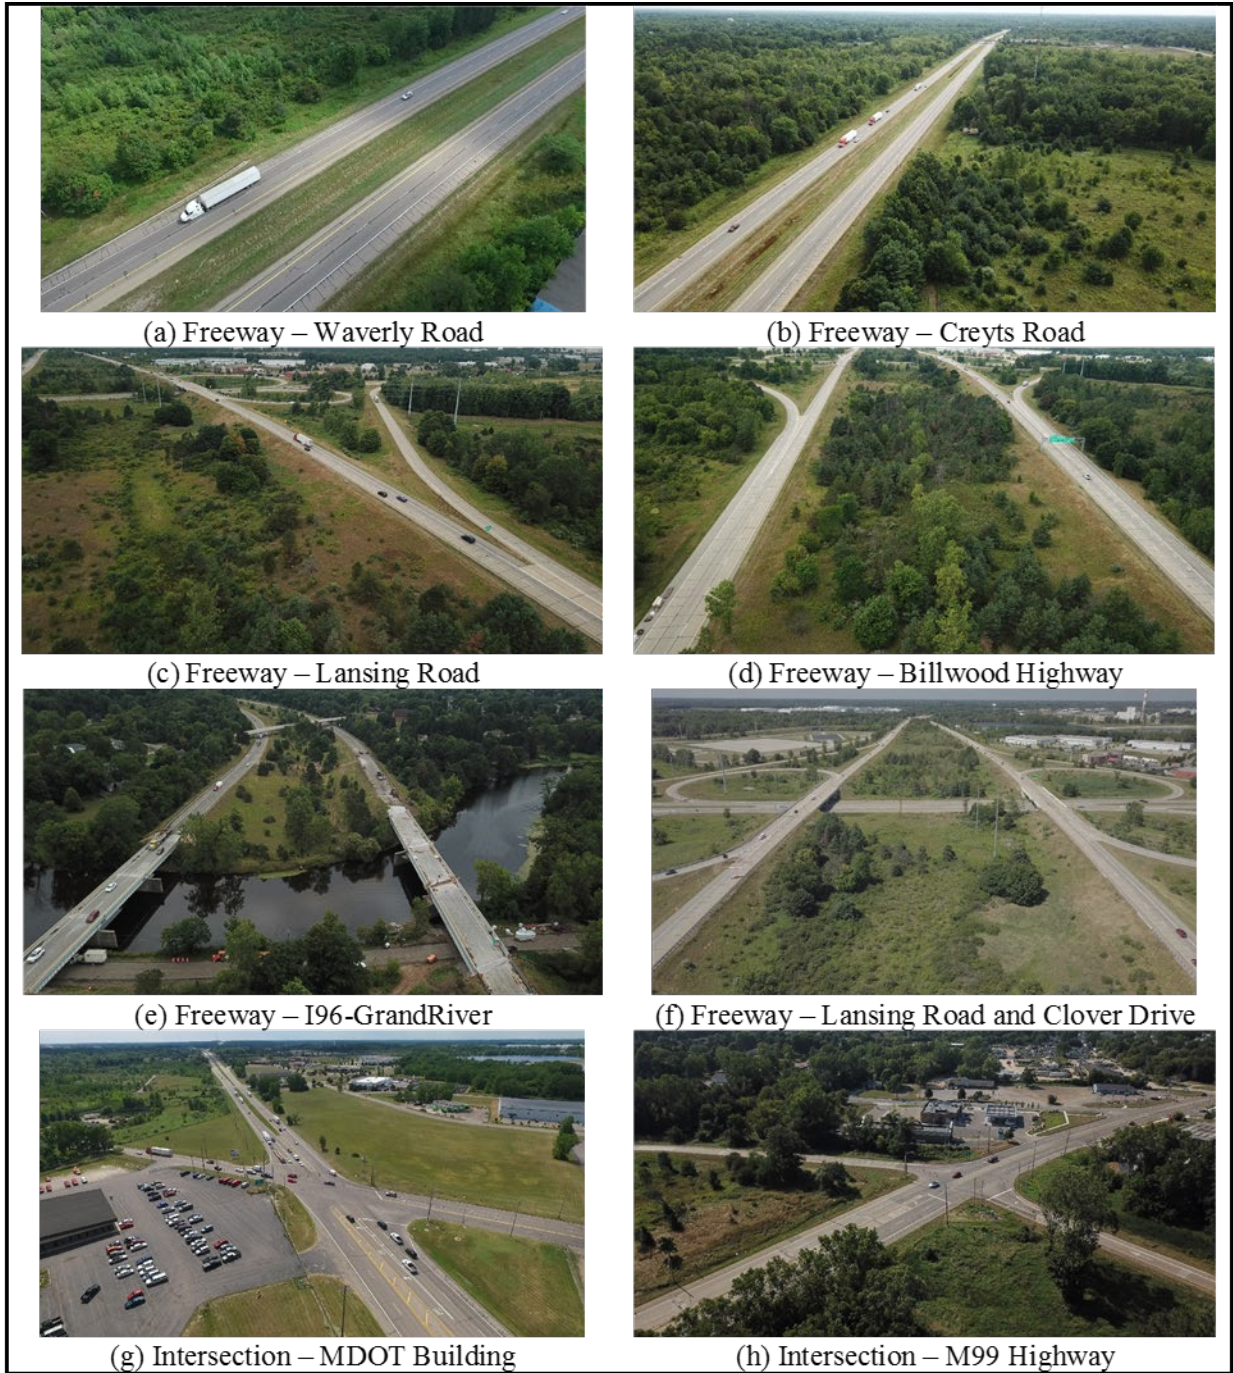 (a) Freeway – Waverly Road
(b) Freeway – Creyts Road
(c) Freeway – Lansing Road
(d) Freeway – Billwood Highway
(e) Freeway – I96-GrandRiver
(f) Freeway – Lansing Road and Clover Drive
(g) Intersection – MDOT Building
(h) Intersection – M99 Highway